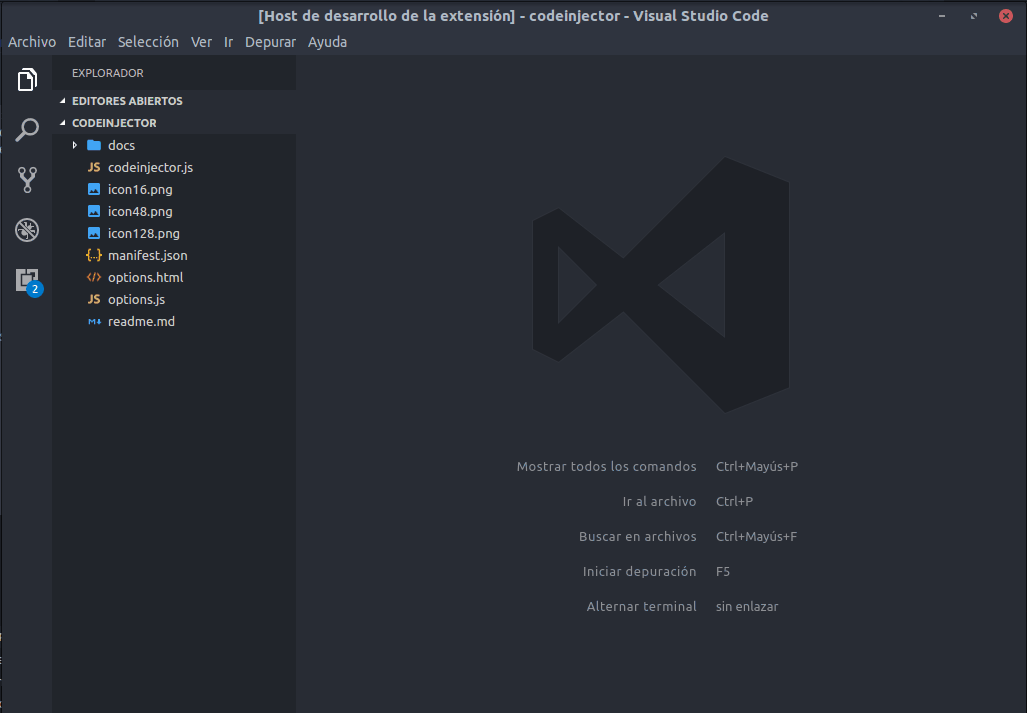 [Host de desarrollo de la extensión] - codeinjector - Visual Studio Code
Archivo Editar Selección Ver Ir Depurar Ayuda
EXPLORADOR
EDITORES ABIERTOS
CODEINJECTOR
docs
JS codeinjector.js
icon16.png
icon48.png
icon128.png
{..} manifest.json
</> options.html
JS options.js
M↓ readme.md
2
Mostrar todos los comandos Ctrl+Mayús+P
Ir al archivo Ctrl+P
Buscar en archivos Ctrl+Mayús+F
Iniciar depuración F5
Alternar terminal sin enlazar